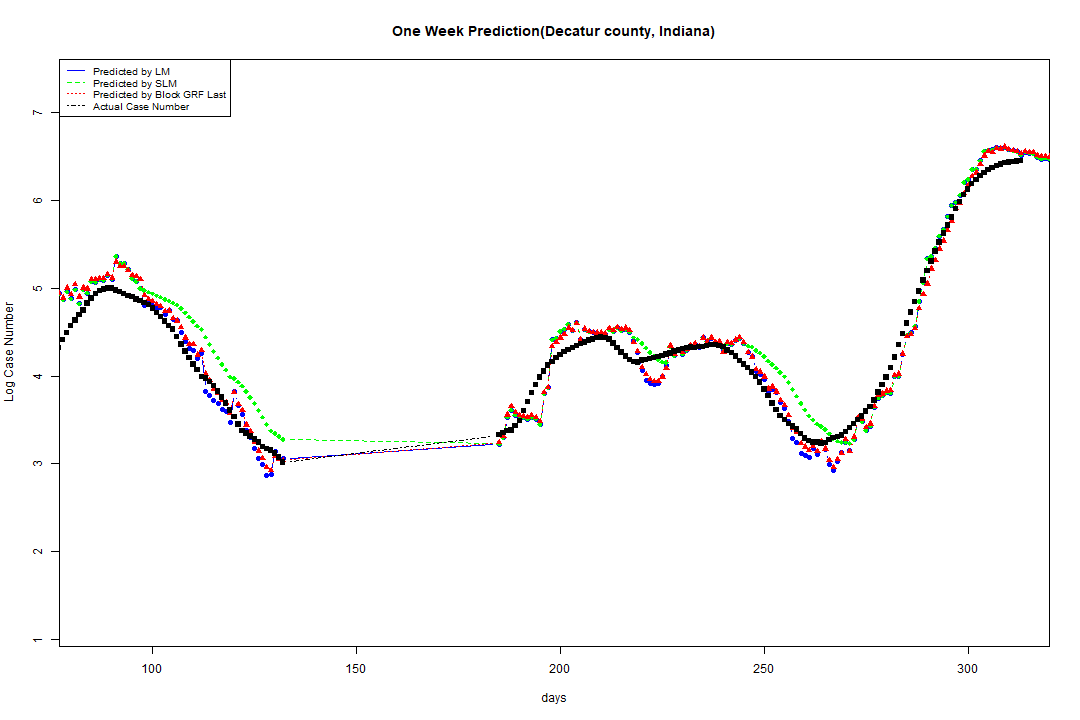 One Week Prediction(Decatur county, Indiana)
Predicted by LM
Predicted by SLM
Predicted by Block GRF Last
Actual Case Number
7
6
5
4
3
2
1
Log Case Number
100 150 200 250 300
days